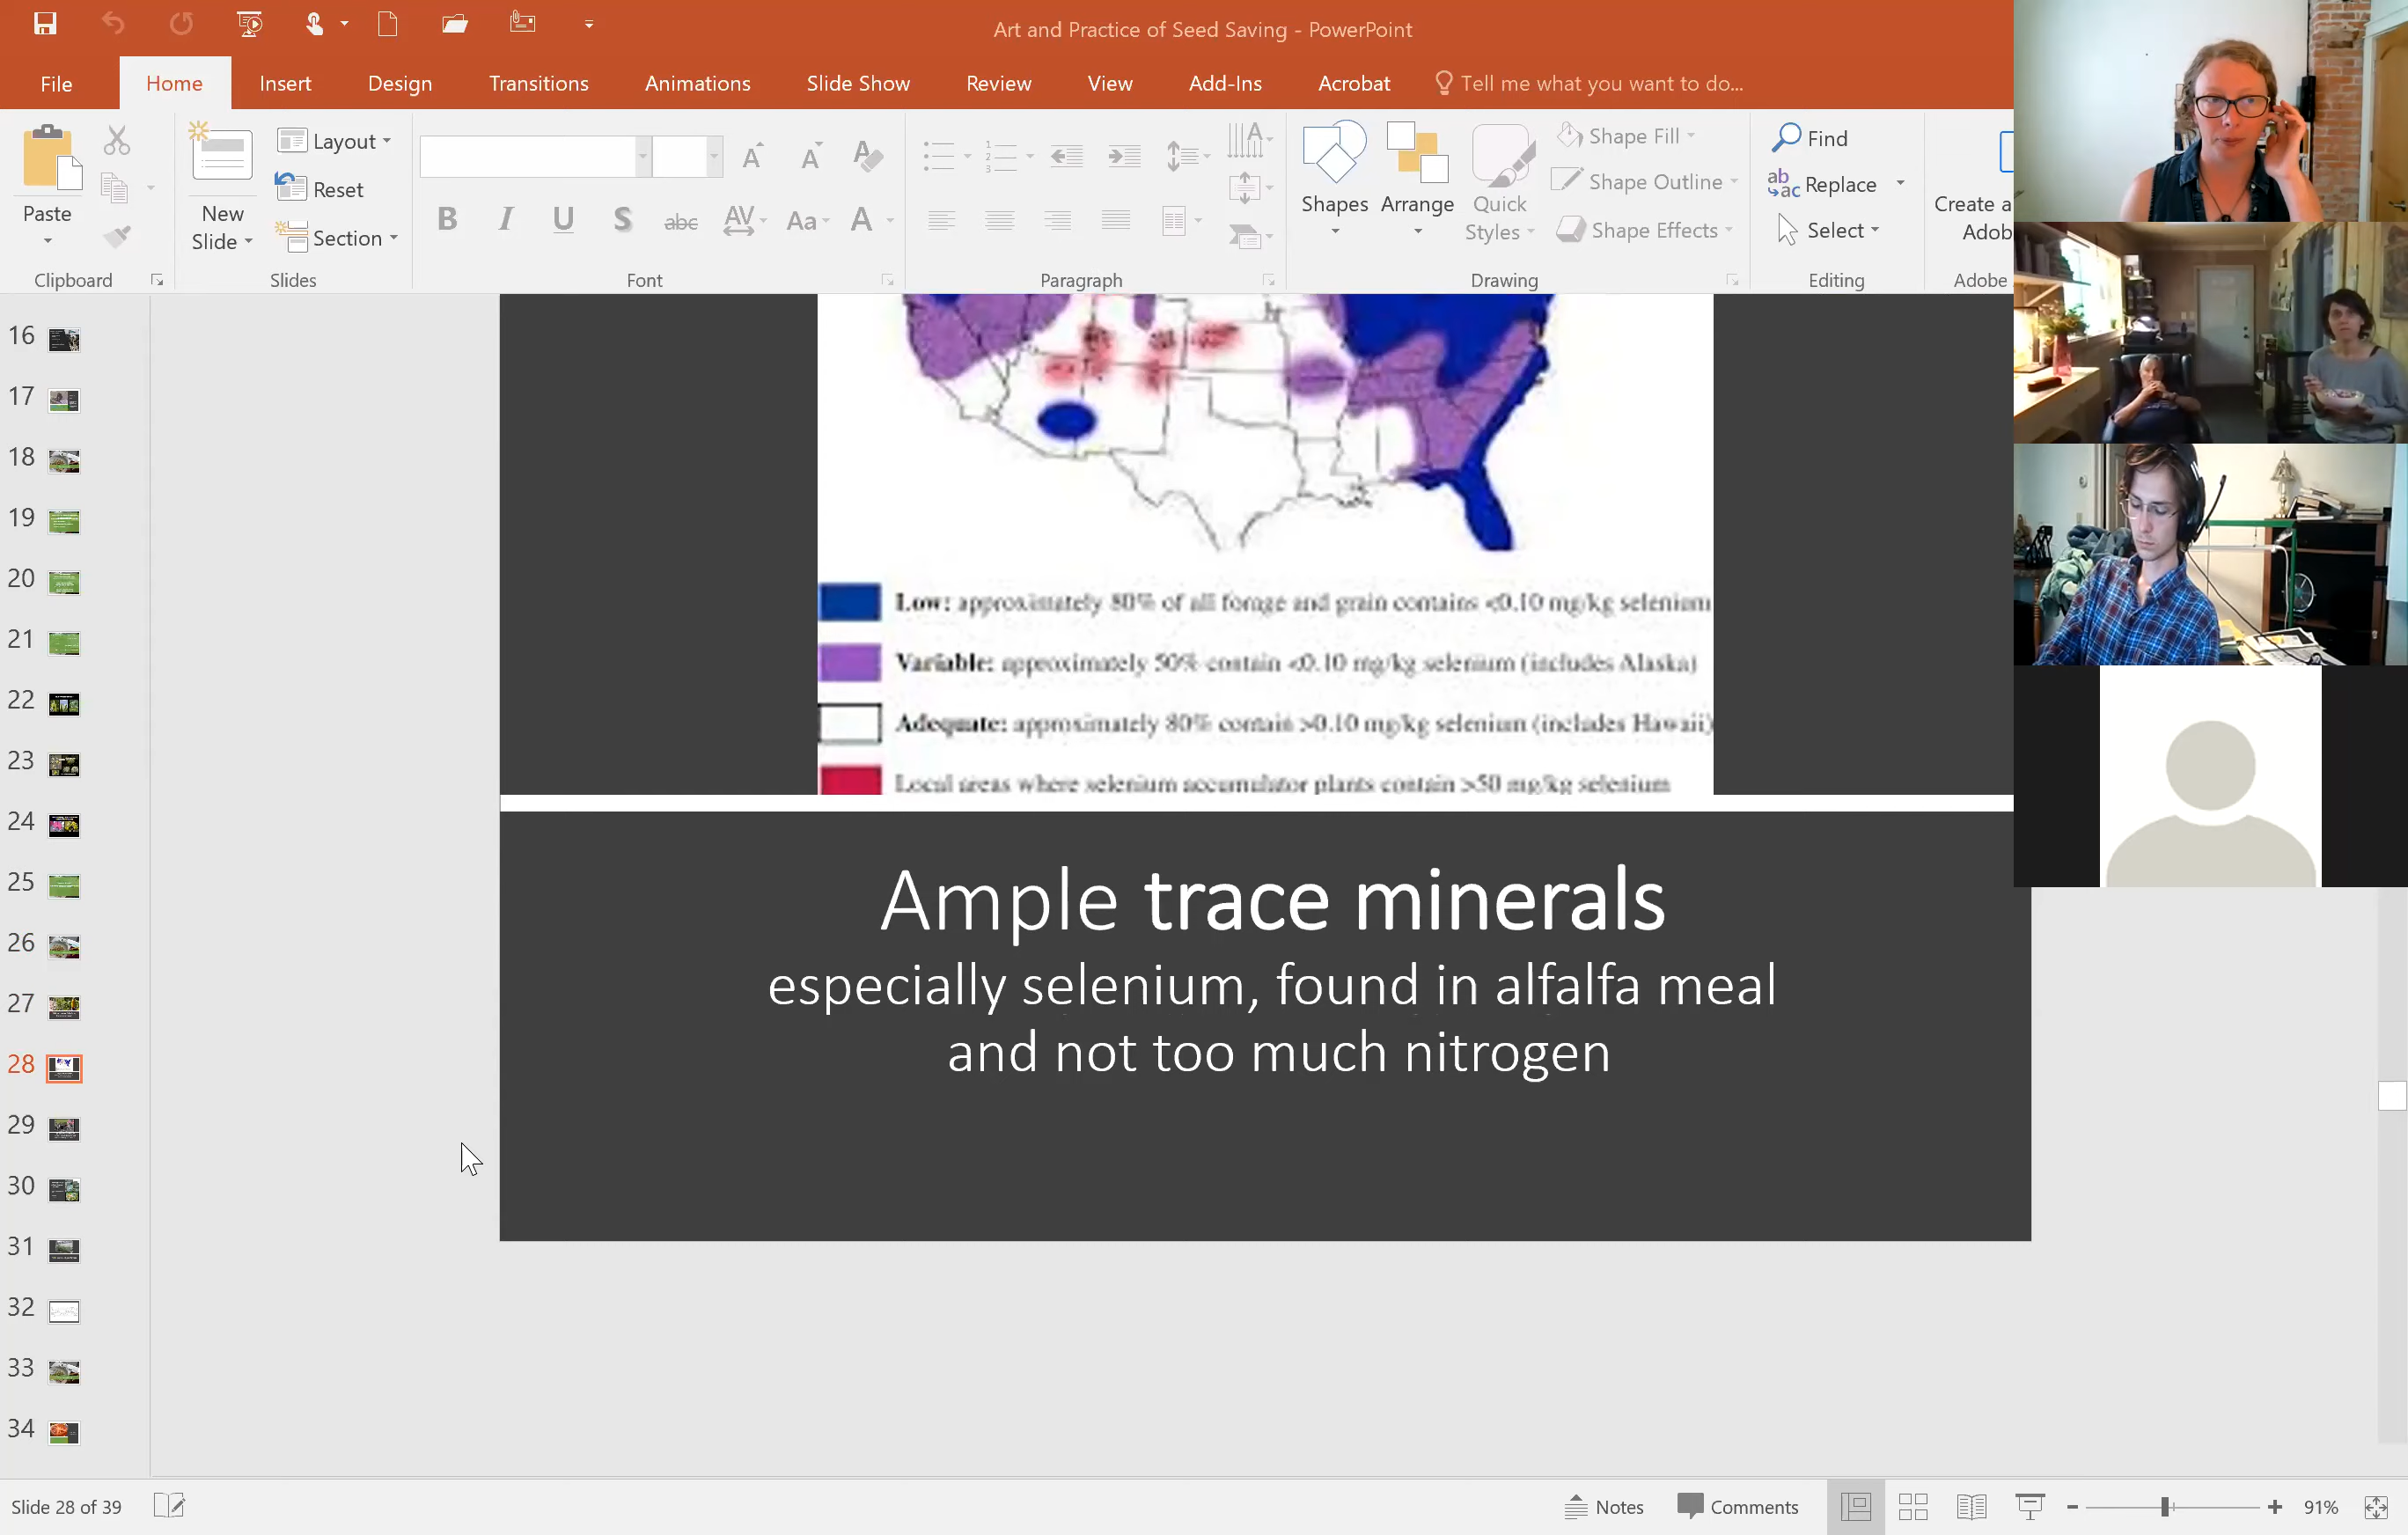 Art and Practice of Seed Saving - PowerPoint
File Home Insert Design Transitions Animations Slide Show Review View Add-Ins Acrobat Tell me what you want to do...
Paste
Clipboard
New Slide
Layout
Reset
Section
Slides
B I U S abc AV Aa A
Font
Paragraph
Shapes
Arrange
Quick Styles
Shape Fill
Shape Outline
Shape Effects
Drawing
Find
Replace
Select
Editing
Create a
Adob
Adobe
16
17
18
19
20
21
22
23
24
25
26
27
28
29
30
31
32
33
34
Low: approximately 80% of all forage and grain contains <0.10 mg/kg selenium
Variable: approximately 50% contain <0.10 mg/kg selenium (includes Alaska)
Adequate: approximately 80% contain >0.10 mg/kg selenium (includes Hawaii)
Local areas where selenium accumulator plants contain >50 mg/kg selenium
Ample trace minerals
especially selenium, found in alfalfa meal
and not too much nitrogen
Slide 28 of 39
Notes
Comments
91%